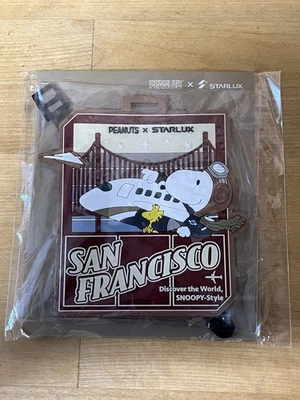 PEANUTS × STARLUX
PEANUTS × STARLUX
SAN
FRANCISCO
Discover the World,
SNOOPY-Style